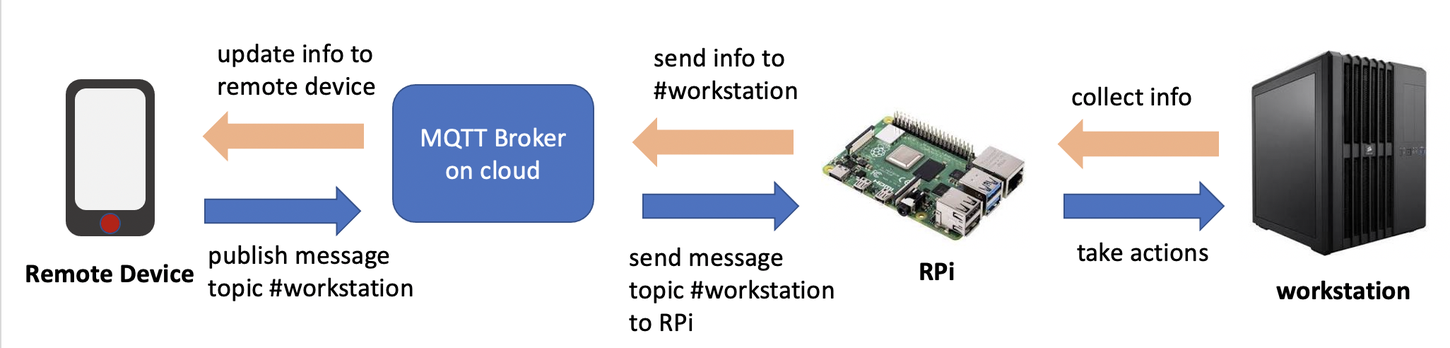 update info to
remote device
MQTT Broker
on cloud
send info to
#workstation
collect info
Remote Device
publish message
topic #workstation
send message
topic #workstation
to RPi
RPi
take actions
workstation